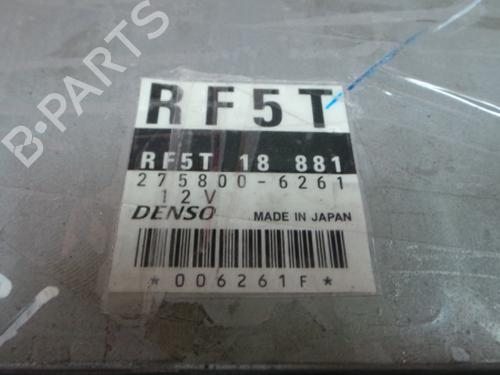 B-PARTS
RF5T
RF5T 18 881
275800-6261
12V
DENSO MADE IN JAPAN
*006261F*